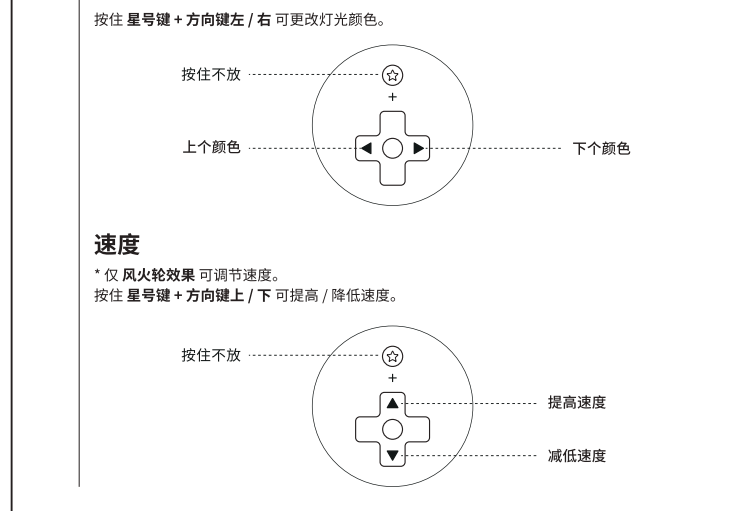 按住 星号键 + 方向键左 / 右 可更改灯光颜色。
按住不放
+
上个颜色
下个颜色
速度
* 仅 风火轮效果 可调节速度。
按住 星号键 + 方向键上 / 下 可提高 / 降低速度。
按住不放
+
提高速度
减低速度